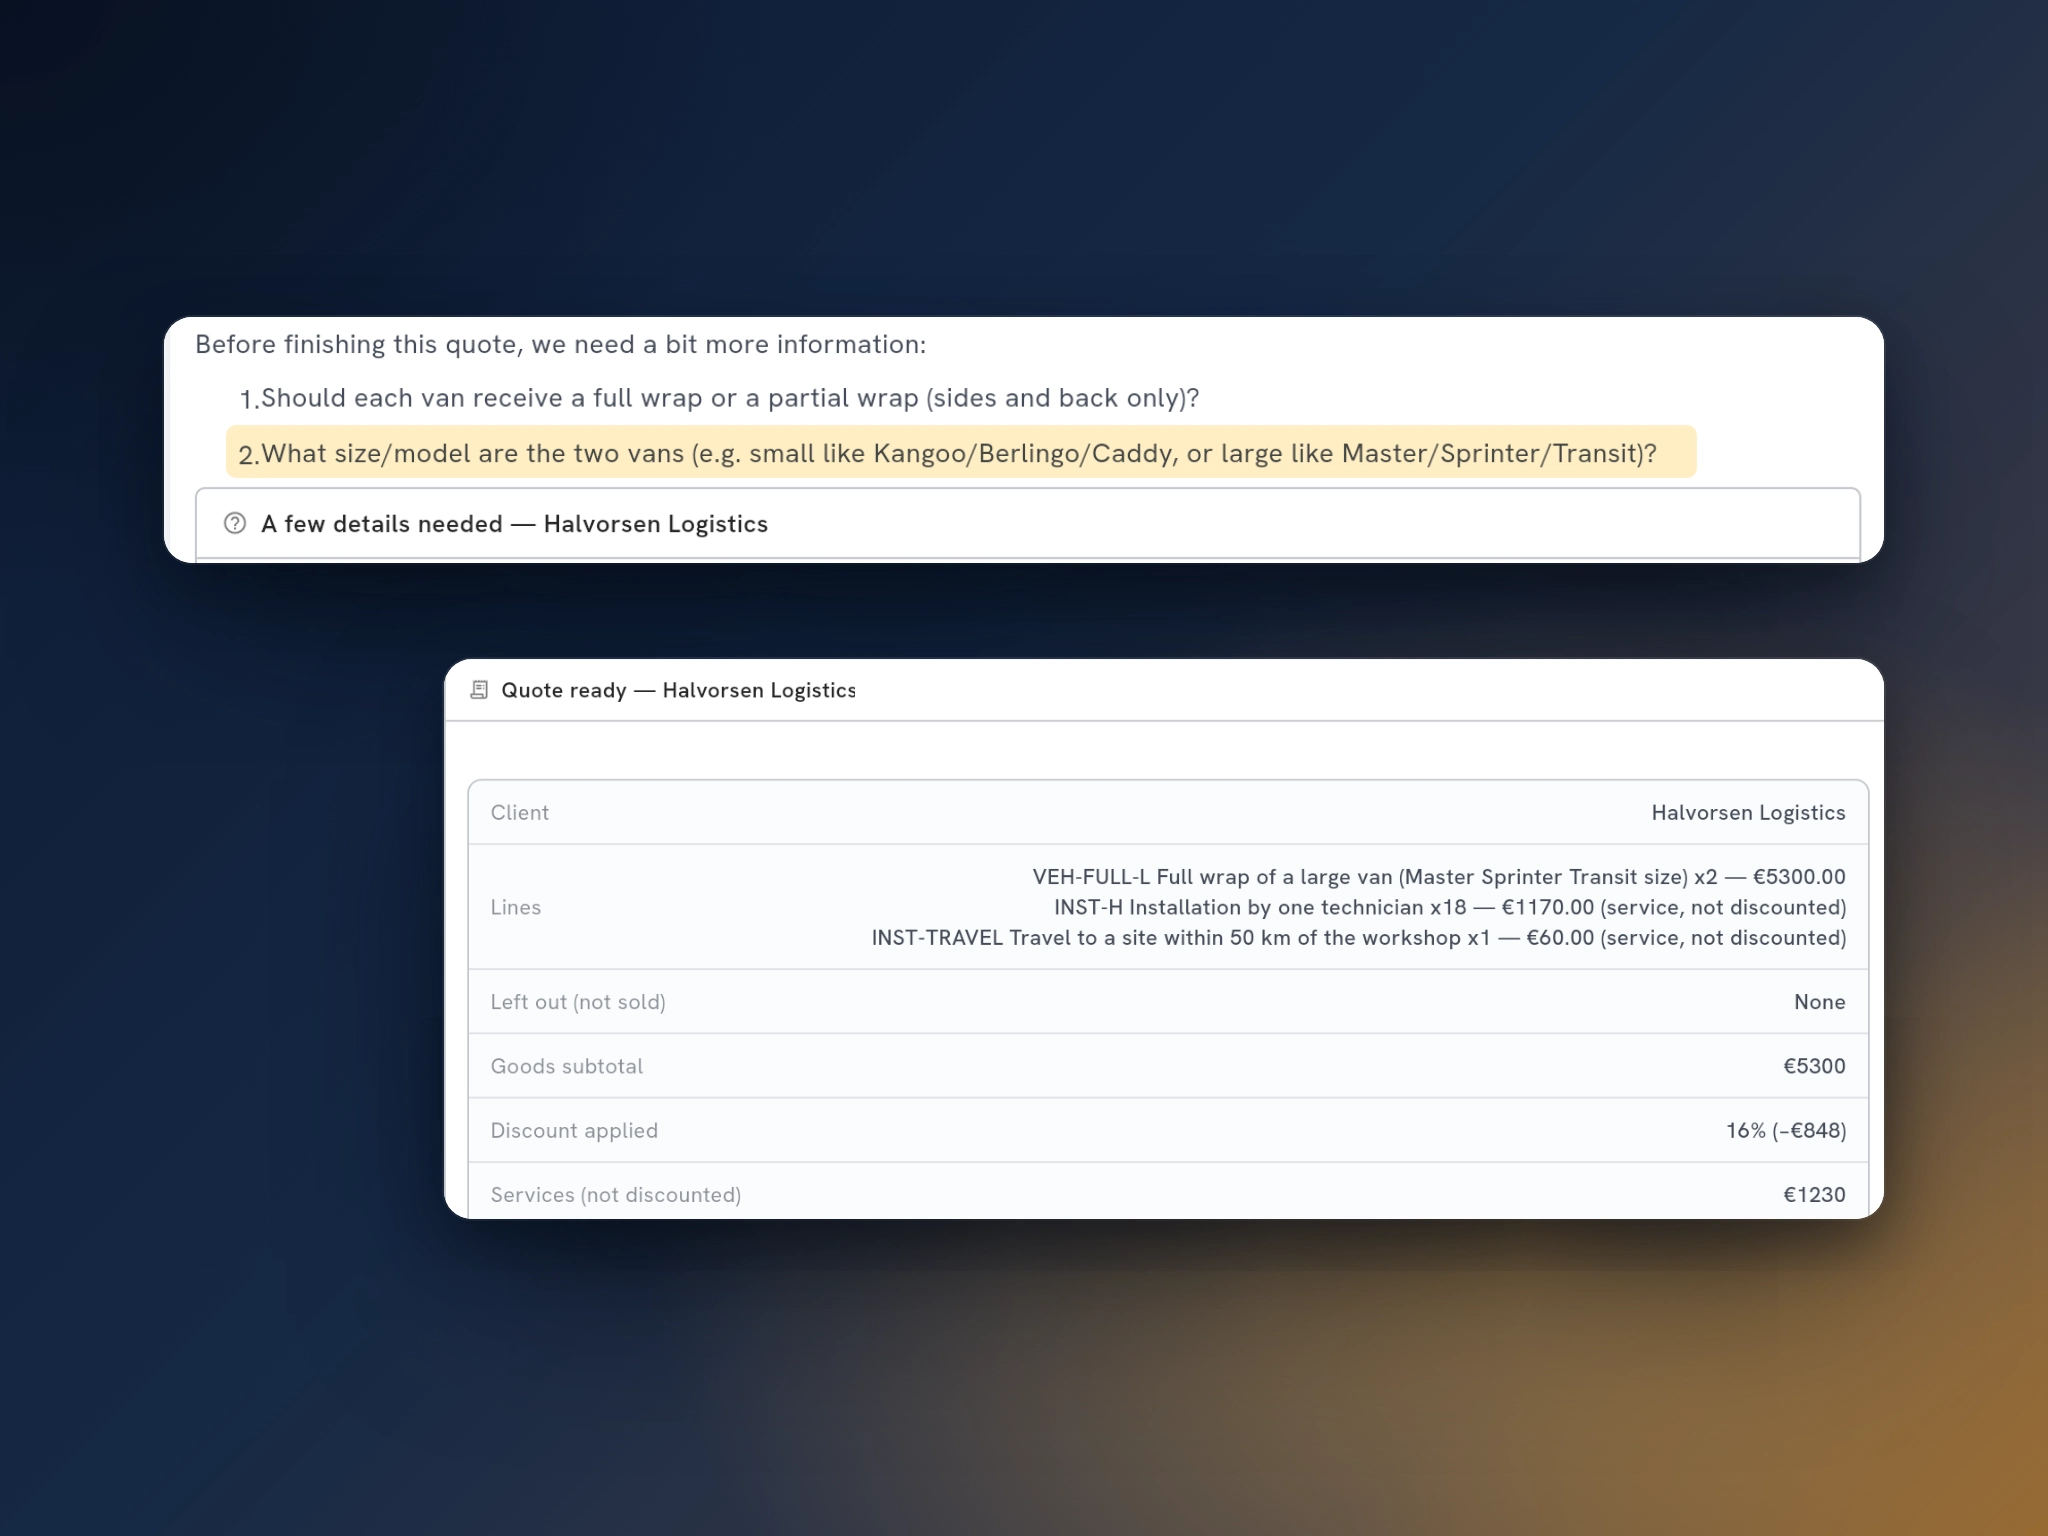 Before finishing this quote, we need a bit more information:
1.Should each van receive a full wrap or a partial wrap (sides and back only)?
2.What size/model are the two vans (e.g. small like Kangoo/Berlingo/Caddy, or large like Master/Sprinter/Transit)?
A few details needed — Halvorsen Logistics
Quote ready — Halvorsen Logistics
Client Halvorsen Logistics
Lines
VEH-FULL-L Full wrap of a large van (Master Sprinter Transit size) x2 — €5300.00
INST-H Installation by one technician x18 — €1170.00 (service, not discounted)
INST-TRAVEL Travel to a site within 50 km of the workshop x1 — €60.00 (service, not discounted)
Left out (not sold) None
Goods subtotal €5300
Discount applied 16% (−€848)
Services (not discounted) €1230